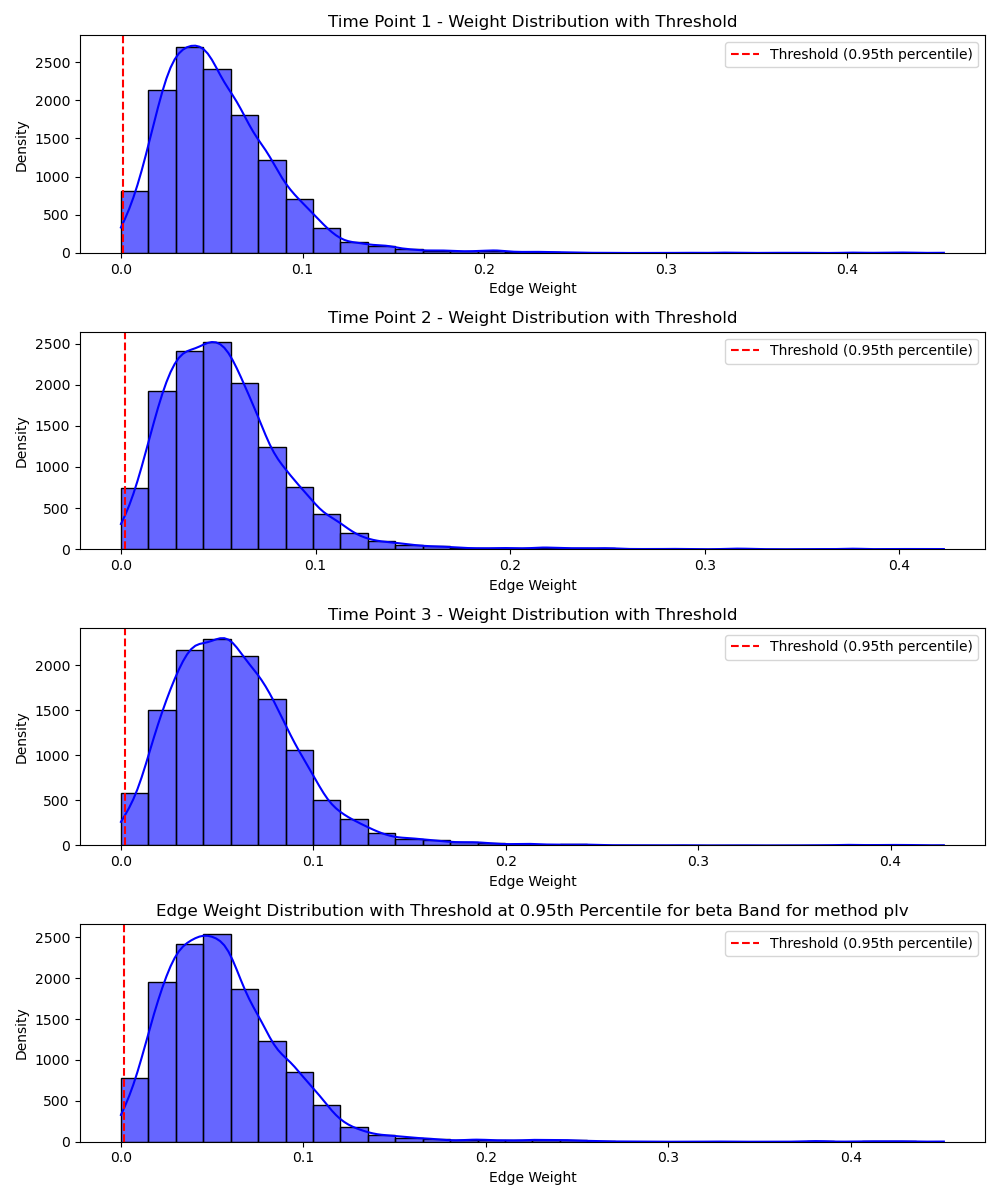 Time Point 1 - Weight Distribution with Threshold
Threshold (0.95th percentile)
2500
2000
1500
1000
500
0
Density
0.0 0.1 0.2 0.3 0.4
Edge Weight
Time Point 2 - Weight Distribution with Threshold
Threshold (0.95th percentile)
2500
2000
1500
1000
500
0
Density
0.0 0.1 0.2 0.3 0.4
Edge Weight
Time Point 3 - Weight Distribution with Threshold
Threshold (0.95th percentile)
2000
1500
1000
500
0
Density
0.0 0.1 0.2 0.3 0.4
Edge Weight
Edge Weight Distribution with Threshold at 0.95th Percentile for beta Band for method plv
Threshold (0.95th percentile)
2500
2000
1500
1000
500
0
Density
0.0 0.1 0.2 0.3 0.4
Edge Weight